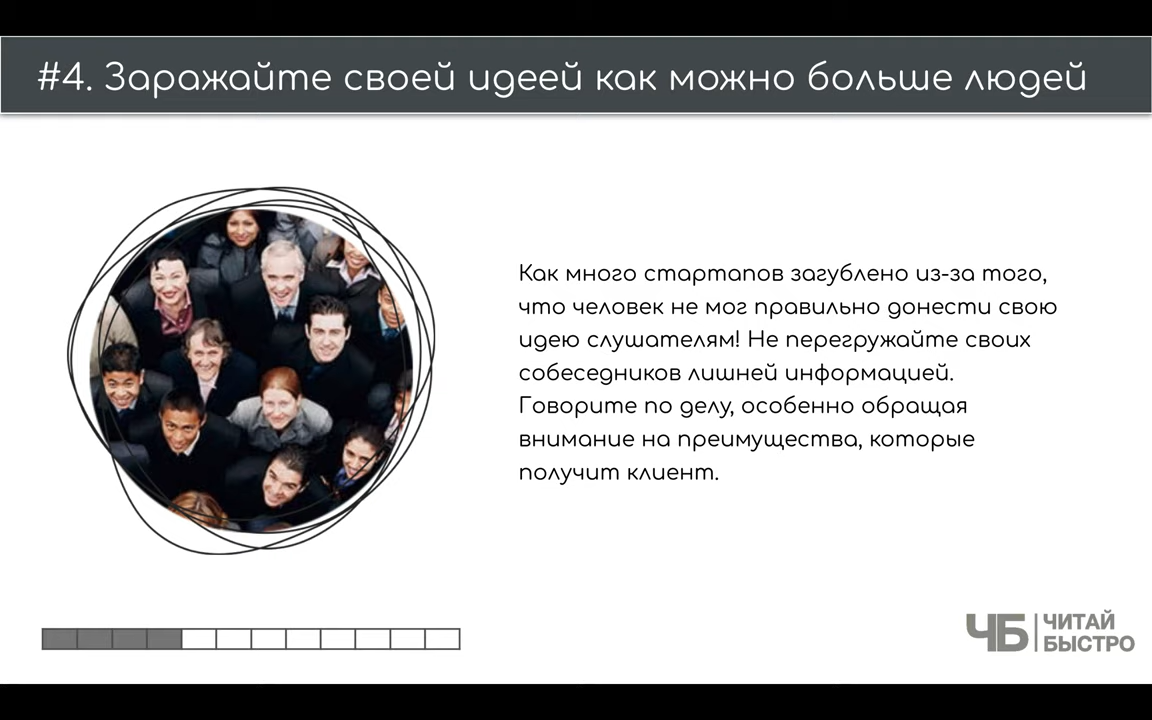 #4. Заражайте своей идеей как можно больше людей
Как много стартапов загублено из-за того,
что человек не мог правильно донести свою
идею слушателям! Не перегружайте своих
собеседников лишней информацией.
Говорите по делу, особенно обращая
внимание на преимущества, которые
получит клиент.
ЧБ ЧИТАЙ
БЫСТРО